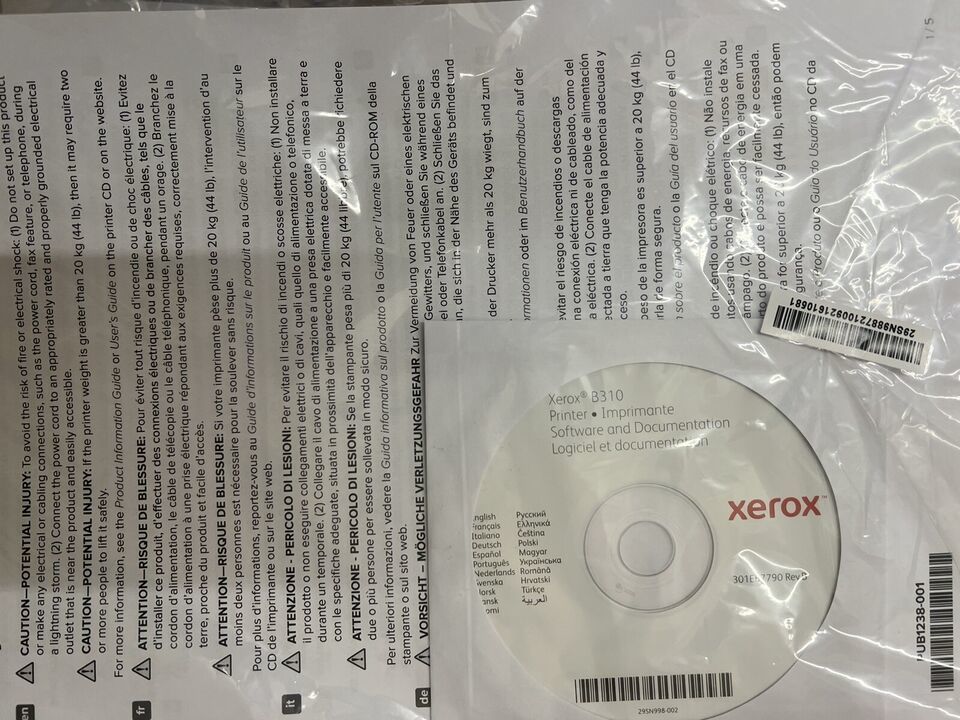 en
CAUTION—POTENTIAL INJURY: To avoid the risk of fire or electrical shock: (1) Do not set up this product
or make any electrical or cabling connections, such as the power cord, fax feature, or telephone, during
a lightning storm. (2) Connect the power cord to an appropriately rated and properly grounded electrical
outlet that is near the product and easily accessible.
CAUTION—POTENTIAL INJURY: If the printer weight is greater than 20 kg (44 lb), then it may require two
or more people to lift it safely.
For more information, see the Product Information Guide or User's Guide on the printer CD or on the website.
fr
ATTENTION—RISQUE DE BLESSURE: Pour éviter tout risque d'incendie ou de choc électrique: (1) Evitez
d'installer ce produit, d'effectuer des connexions électriques ou de brancher des câbles, tels que le
cordon d'alimentation, le câble de télécopie ou le câble téléphonique, pendant un orage. (2) Branchez le
cordon d'alimentation à une prise électrique répondant aux exigences requises, correctement mise à la
terre, proche du produit et facile d'accès.
ATTENTION—RISQUE DE BLESSURE: Si votre imprimante pèse plus de 20 kg (44 lb), l'intervention d'au
moins deux personnes est nécessaire pour la soulever sans risque.
Pour plus d'informations, reportez-vous au Guide d'informations sur le produit ou au Guide de l'utilisateur sur le
CD de l'imprimante ou sur le site web.
it
ATTENZIONE - PERICOLO DI LESIONI: Per evitare il rischio di incendi o scosse elettriche: (1) Non installare
il prodotto o non eseguire collegamenti elettrici o di cavi, quali quello di alimentazione o telefonico,
durante un temporale. (2) Collegare il cavo di alimentazione a una presa elettrica dotata di messa a terra e
con le specifiche adeguate, situata in prossimità dell'apparecchio e facilmente accessibile.
ATTENZIONE - PERICOLO DI LESIONI: Se la stampante pesa più di 20 kg (44 potrebbe richiedere
due o più persone per essere sollevata in modo sicuro.
Per ulteriori informazioni, vedere la Guida informativa sul prodotto o la Guida per l'utente sul CD-ROM della
stampante o sul sito web.
de
VORSICHT – MÖGLICHE VERLETZUNGSGEFAHR Zur Vermeidung von Feuer oder eines elektrischen
Gewitters, und schließen Sie während eines
el oder Telefonkabel an. (2) Schließen Sie das
n, die sich in der Nähe des Geräts befindet und
der Drucker mehr als 20 kg wiegt, sind zum
ormationen oder im Benutzerhandbuch auf der
evitar el riesgo de incendios o descargas
na conexión eléctrica ni de cableado, como del
a eléctrica. (2) Conecte el cable de alimentación
ectada a tierra que tenga la potencia adecuada y
ceso.
peso de la impresora es superior a 20 kg (44 lb),
forma segura.
sobre el producto o la Guía del usuario en el CD
de incendio ou choque elétrico: (1) Não instale
cabos de energia, recursos de fax ou
de energia em uma
do produto e possa ser facilmente cessada.
for superior a 20 kg (44 lb), então podem
gurança.
Produto ou o Guia do Usuário no CD da
1 / 5
29SN8872100921610681
Xerox® B310
Printer • Imprimante
Software and Documentation
Logiciel et documentation
xerox™
English
Français
Italiano
Deutsch
Español
Português
Nederlands
Svenska
Norsk
Dansk
Suomi
Русский
Ελληνικά
Čeština
Polski
Magyar
Українська
Română
Hrvatski
Türkçe
العربية
Rev B
29SN998-002
PUB1238-001